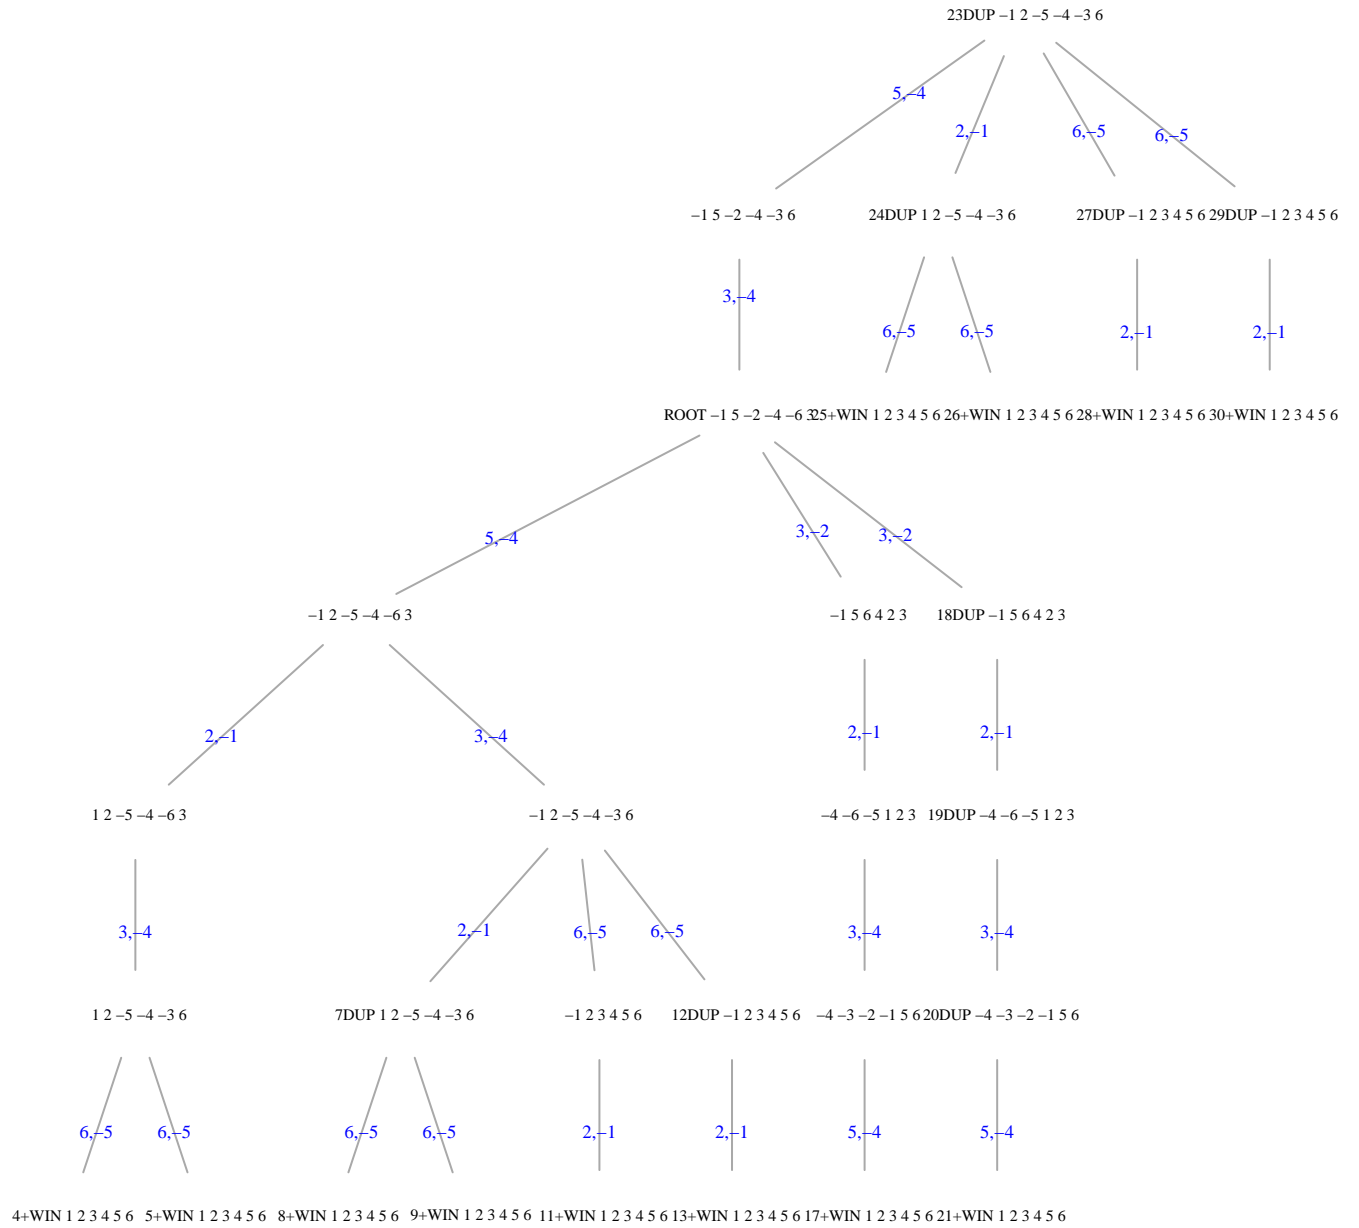 23DUP −1 2 −5 −4 −3 6
5,−4
2,−1
6,−5
6,−5
−1 5 −2 −4 −3 6
24DUP 1 2 −5 −4 −3 6
27DUP −1 2 3 4 5 6
29DUP −1 2 3 4 5 6
3,−4
6,−5
6,−5
2,−1
2,−1
ROOT −1 5 −2 −4 −6 3
25+WIN 1 2 3 4 5 6
26+WIN 1 2 3 4 5 6
28+WIN 1 2 3 4 5 6
30+WIN 1 2 3 4 5 6
5,−4
3,−2
3,−2
−1 2 −5 −4 −6 3
−1 5 6 4 2 3
18DUP −1 5 6 4 2 3
2,−1
3,−4
2,−1
2,−1
1 2 −5 −4 −6 3
−1 2 −5 −4 −3 6
−4 −6 −5 1 2 3
19DUP −4 −6 −5 1 2 3
3,−4
2,−1
6,−5
6,−5
3,−4
3,−4
1 2 −5 −4 −3 6
7DUP 1 2 −5 −4 −3 6
−1 2 3 4 5 6
12DUP −1 2 3 4 5 6
−4 −3 −2 −1 5 6
20DUP −4 −3 −2 −1 5 6
6,−5
6,−5
6,−5
6,−5
2,−1
2,−1
5,−4
5,−4
4+WIN 1 2 3 4 5 6
5+WIN 1 2 3 4 5 6
8+WIN 1 2 3 4 5 6
9+WIN 1 2 3 4 5 6
11+WIN 1 2 3 4 5 6
13+WIN 1 2 3 4 5 6
17+WIN 1 2 3 4 5 6
21+WIN 1 2 3 4 5 6